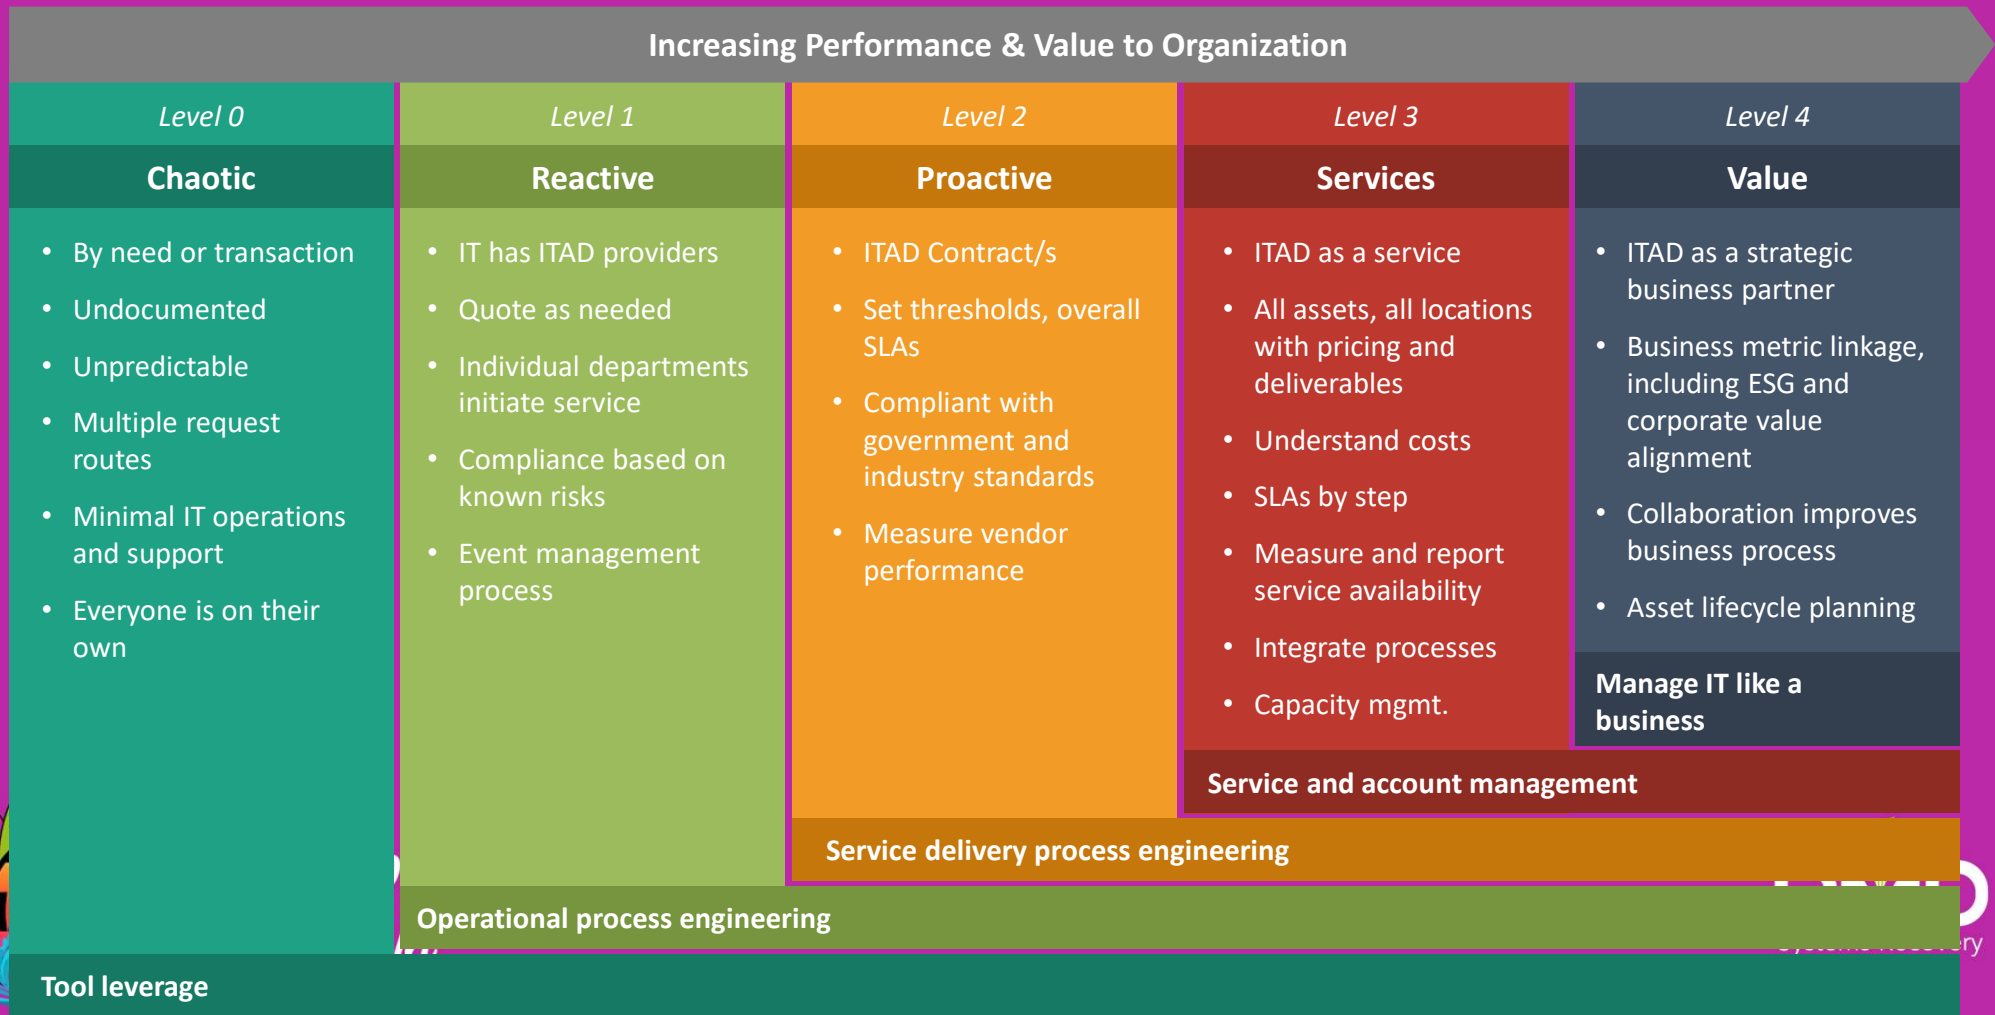 Increasing Performance & Value to Organization
Level 0
Chaotic
• By need or transaction
• Undocumented
• Unpredictable
• Multiple request
routes
• Minimal IT operations
and support
• Everyone is on their
own
Level 1
Reactive
• IT has ITAD providers
• Quote as needed
• Individual departments
initiate service
• Compliance based on
known risks
• Event management
process
Level 2
Proactive
• ITAD Contract/s
• Set thresholds, overall
SLAs
• Compliant with
government and
industry standards
• Measure vendor
performance
Level 3
Services
• ITAD as a service
• All assets, all locations
with pricing and
deliverables
• Understand costs
• SLAs by step
• Measure and report
service availability
• Integrate processes
• Capacity mgmt.
Level 4
Value
• ITAD as a strategic
business partner
• Business metric linkage,
including ESG and
corporate value
alignment
• Collaboration improves
business process
• Asset lifecycle planning
Manage IT like a
business
Service and account management
Service delivery process engineering
Operational process engineering
Tool leverage